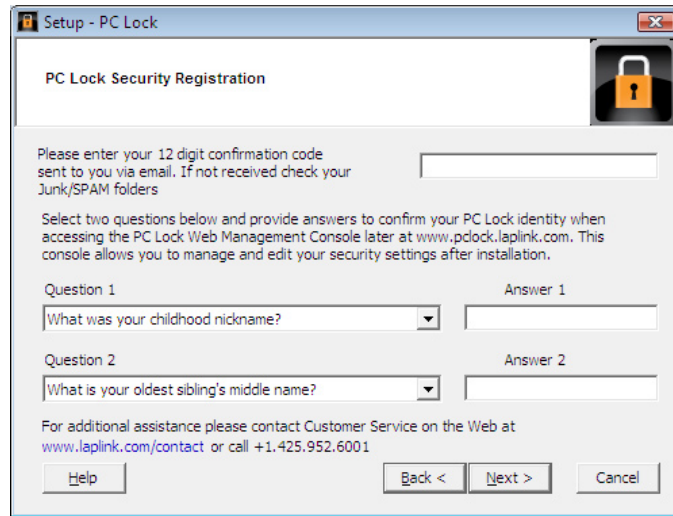 Setup - PC Lock
PC Lock Security Registration
Please enter your 12 digit confirmation code
sent to you via email. If not received check your
Junk/SPAM folders
Select two questions below and provide answers to confirm your PC Lock identity when
accessing the PC Lock Web Management Console later at www.pclock.laplink.com. This
console allows you to manage and edit your security settings after installation.
Question 1 Answer 1
What was your childhood nickname?
Question 2 Answer 2
What is your oldest sibling's middle name?
For additional assistance please contact Customer Service on the Web at
www.laplink.com/contact or call +1.425.952.6001
Help Back < Next > Cancel